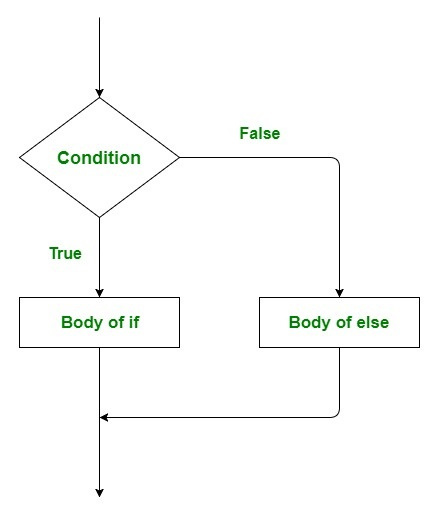 False
Condition
True
Body of if
Body of else